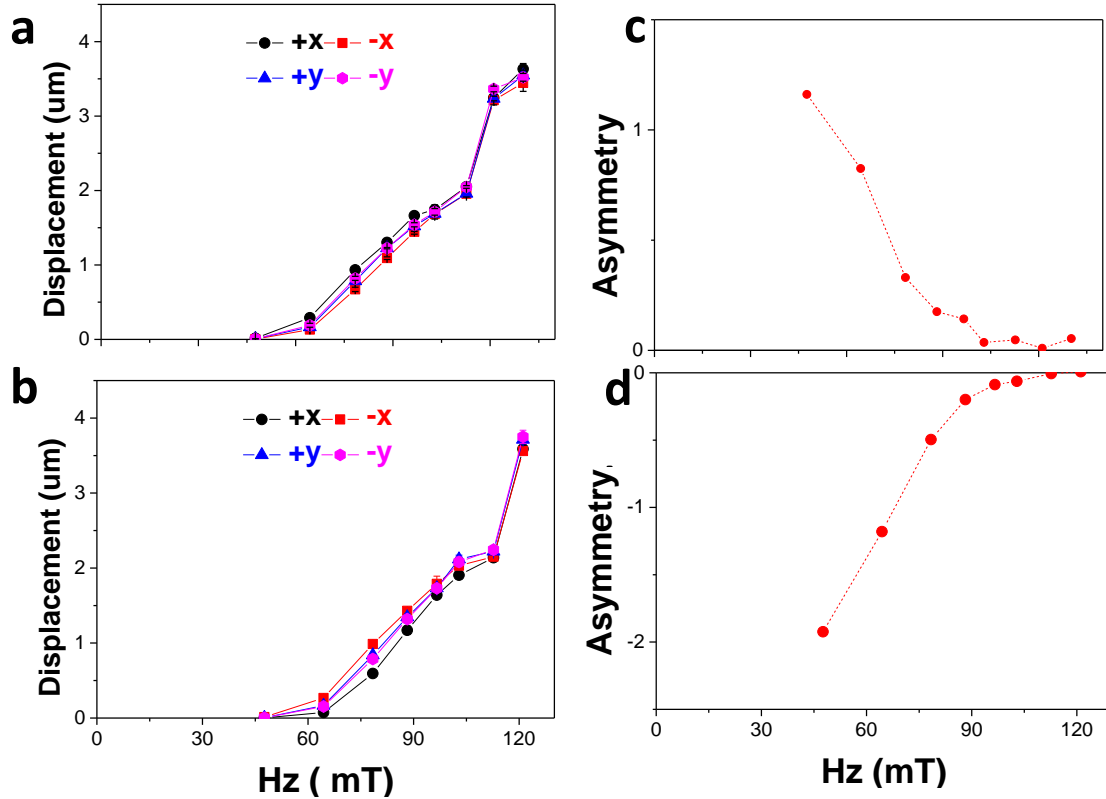 a
4
3
2
1
0
Displacement (um)
+x -x
+y -y
b
4
3
2
1
0
Displacement (um)
+x -x
+y -y
0 30 60 90 120
Hz ( mT)
c
1
0
Asymmetry
d
0
-1
-2
Asymmetry
0 30 60 90 120
Hz (mT)